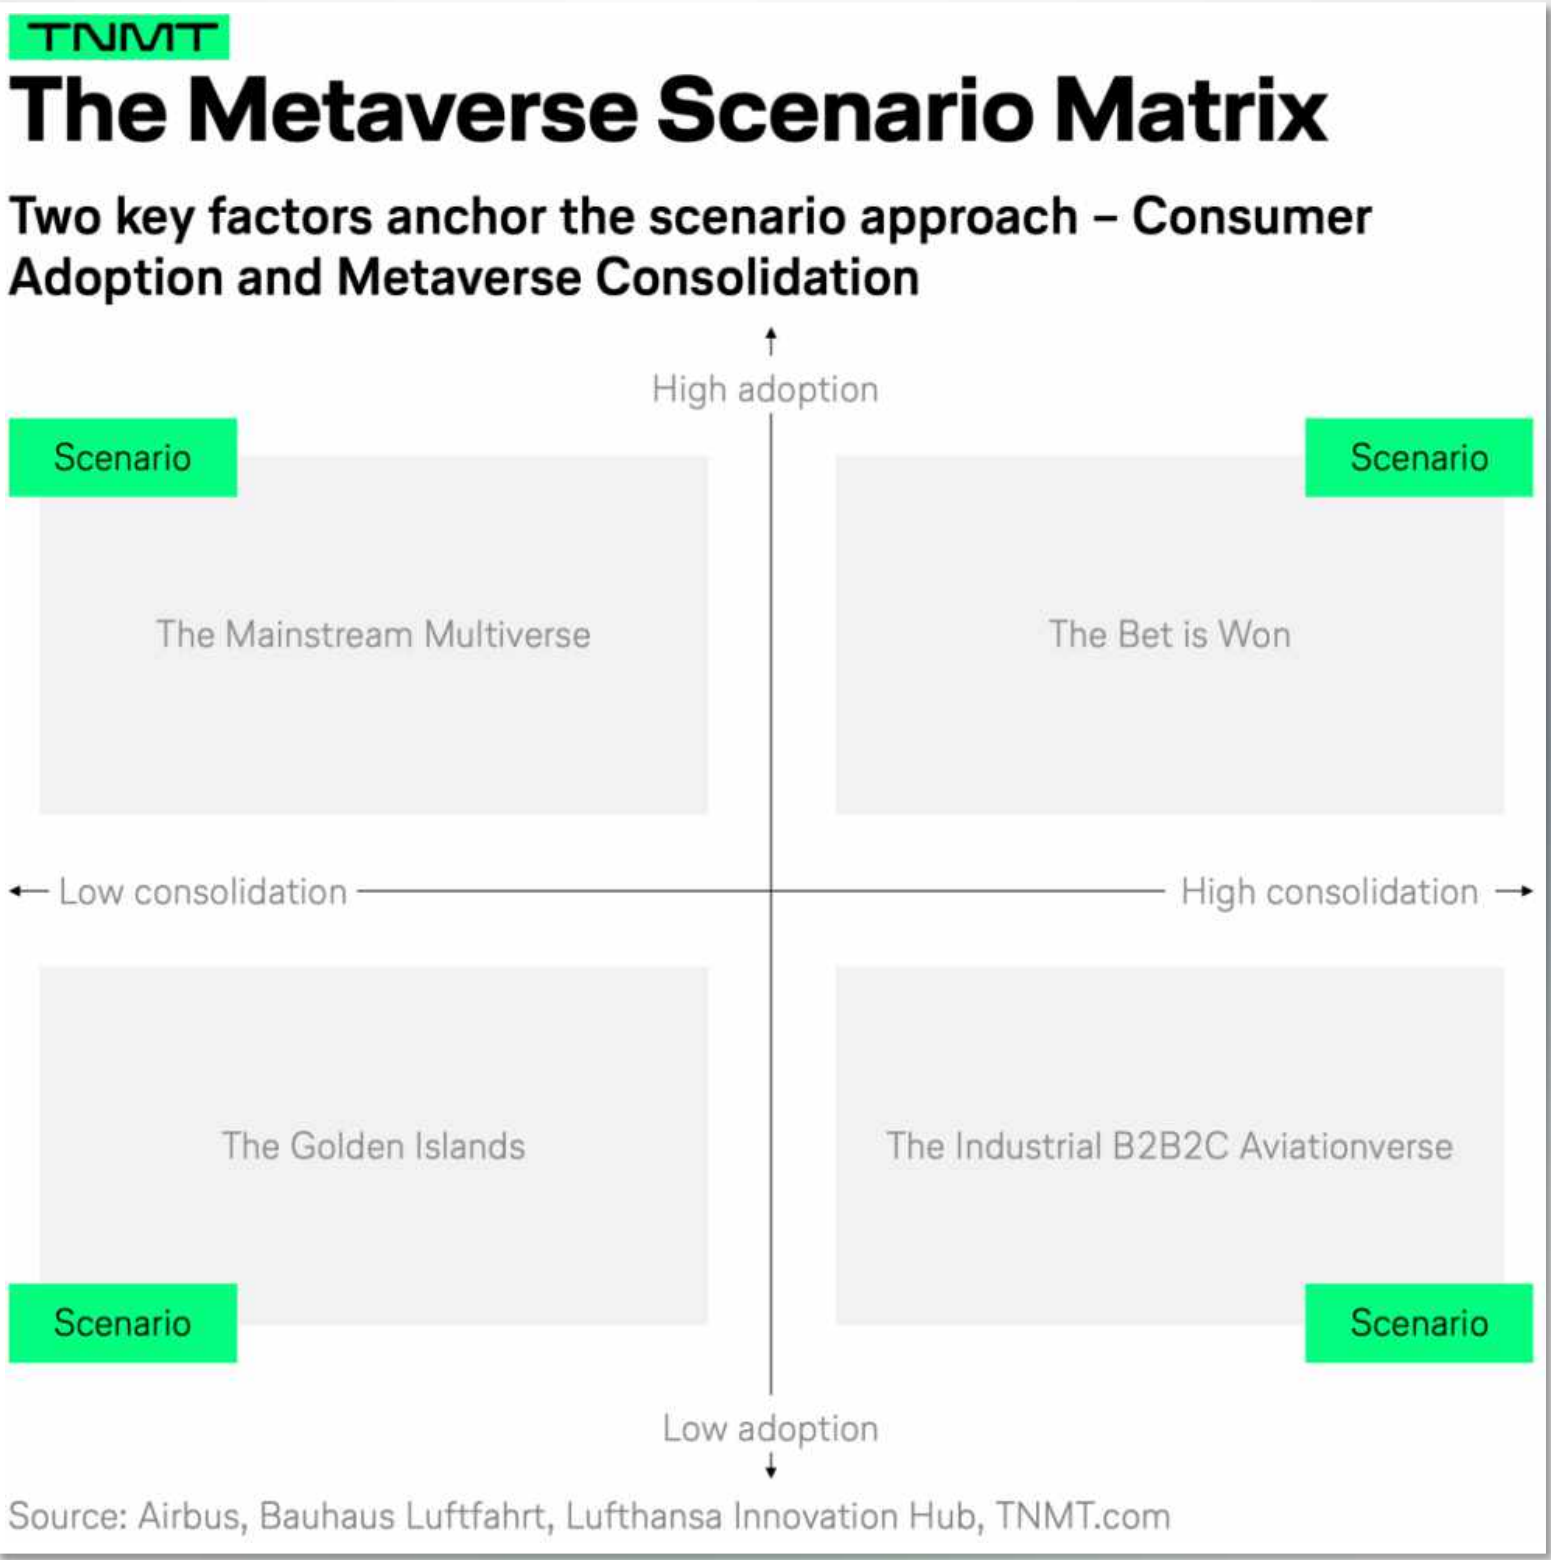 TNMT
The Metaverse Scenario Matrix
Two key factors anchor the scenario approach – Consumer
Adoption and Metaverse Consolidation
High adoption
Scenario
Scenario
The Mainstream Multiverse
The Bet is Won
Low consolidation
High consolidation
The Golden Islands
The Industrial B2B2C Aviationverse
Scenario
Scenario
Low adoption
Source: Airbus, Bauhaus Luftfahrt, Lufthansa Innovation Hub, TNMT.com